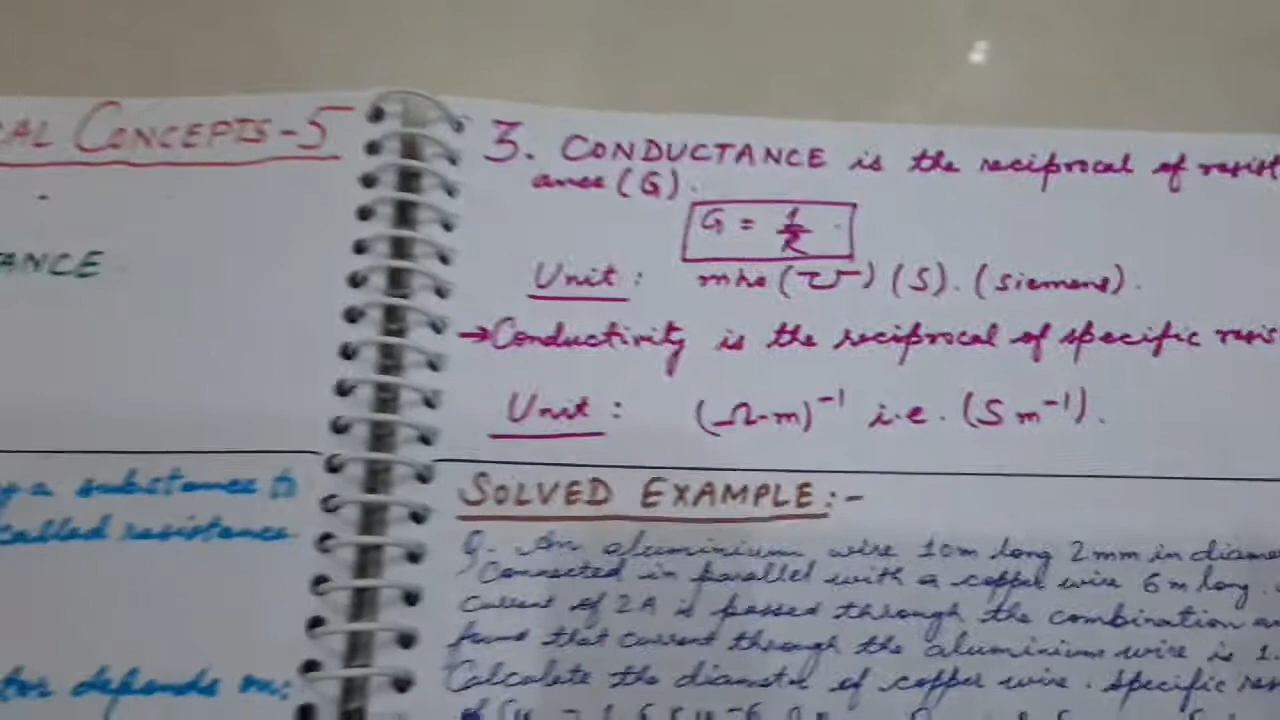 AL CONCEPTS-5
ANCE
y a substance to
called resistance
tor depends on:
3. CONDUCTANCE is the reciprocal of resist
ance (G).
G = 1/R
Unit: mho (℧) (S). (siemens).
→Conductivity is the reciprocal of specific resis
Unit: (Ω-m)⁻¹ i.e. (S m⁻¹).
SOLVED EXAMPLE:-
Q. An aluminium wire 10m long 2mm in diame
Connected in parallel with a copper wire 6m long.
Current of 2A is passed through the combination
found that current through the aluminium wire is 1.
Calculate the diameter of copper wire. Specific res